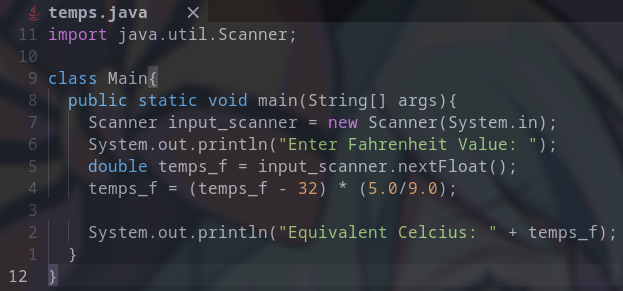 temps.java ×
11 import java.util.Scanner;
10
9 class Main{
8   public static void main(String[] args){
7     Scanner input_scanner = new Scanner(System.in);
6     System.out.println("Enter Fahrenheit Value: ");
5     double temps_f = input_scanner.nextFloat();
4     temps_f = (temps_f - 32) * (5.0/9.0);
3
2     System.out.println("Equivalent Celcius: " + temps_f);
1   }
12 }